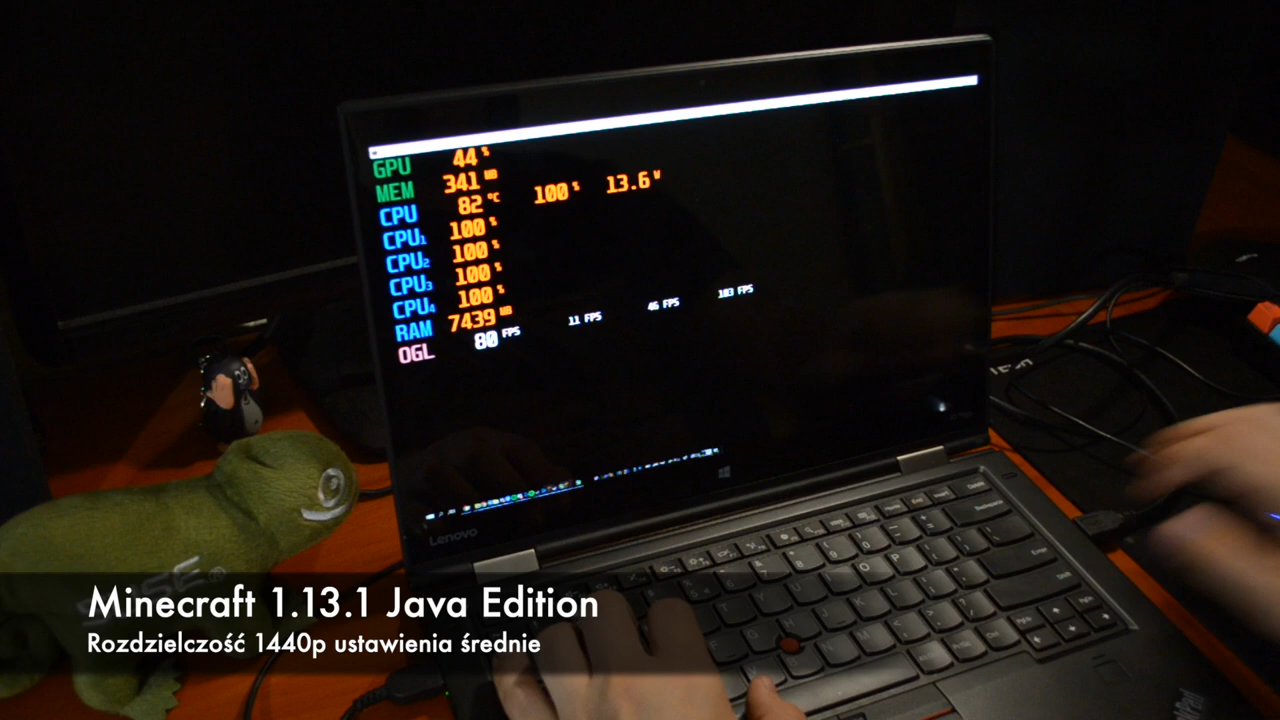 GPU 44 %
MEM 341 MB
CPU 82 °C 100 % 13.6 W
CPU1 100 %
CPU2 100 %
CPU3 100 %
CPU4 100 %
RAM 7439 MB
OGL 80 FPS 11 FPS 46 FPS 103 FPS
Lenovo
Minecraft 1.13.1 Java Edition
Rozdzielczość 1440p ustawienia średnie